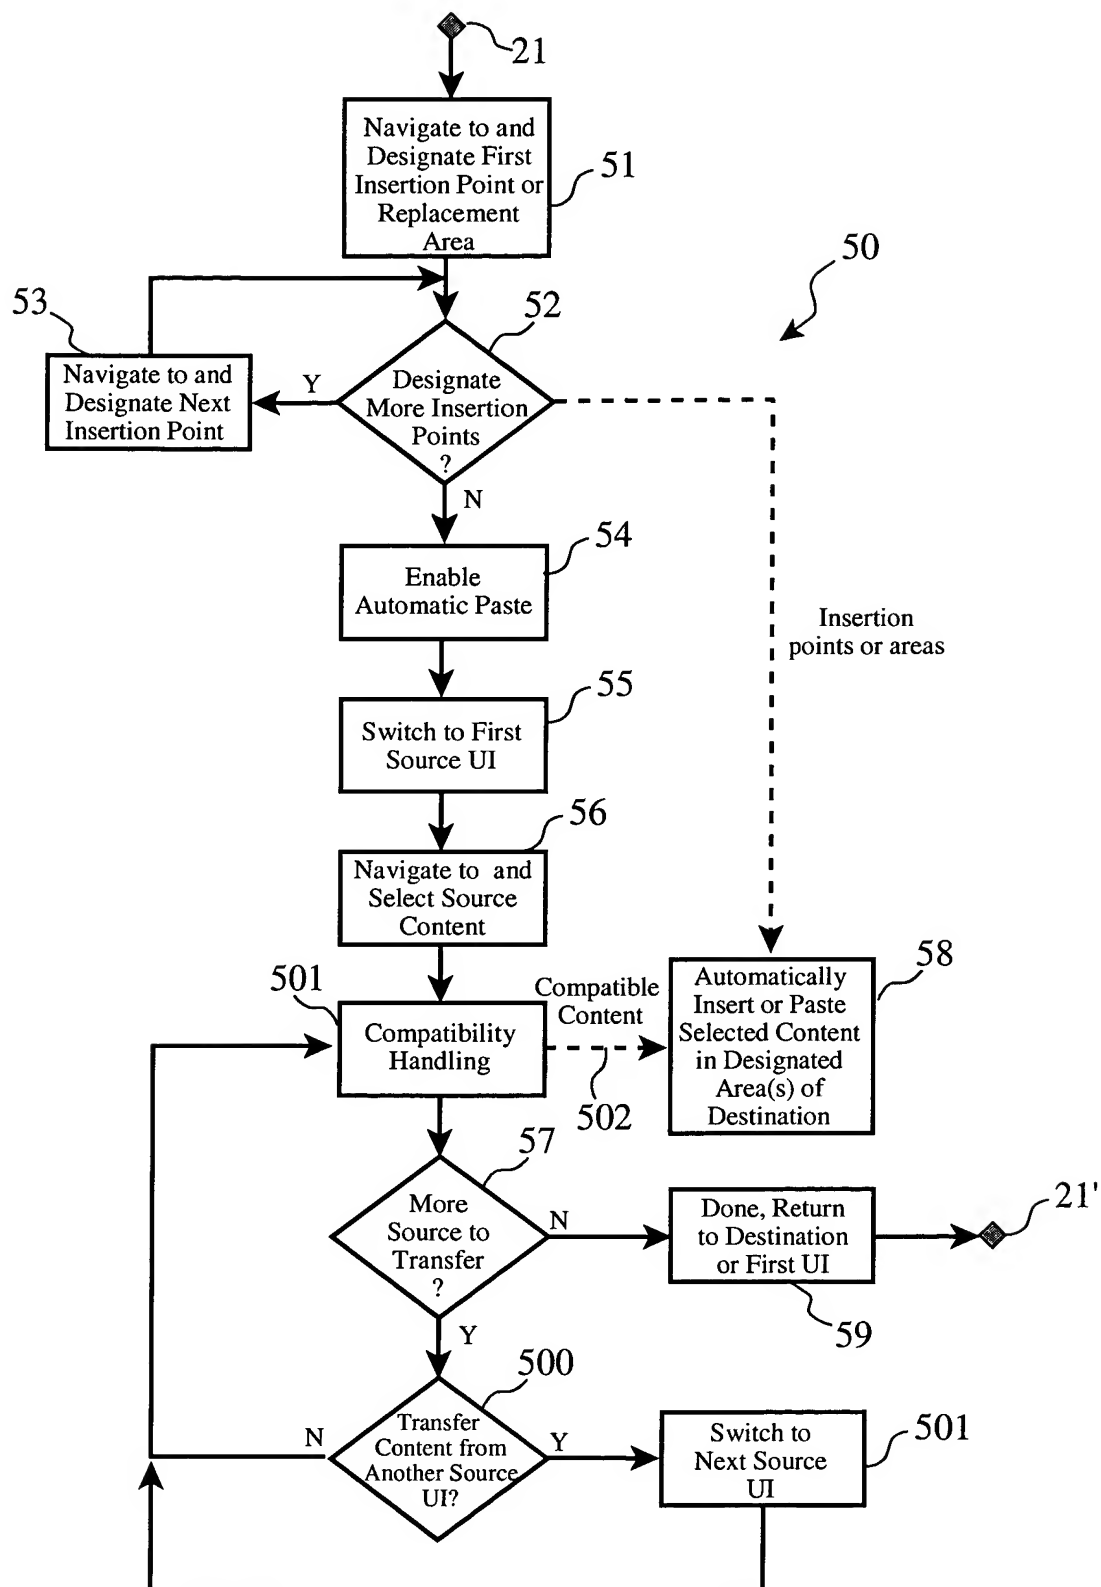 21
Navigate to and
Designate First
Insertion Point or
Replacement
Area
51
50
53
52
Navigate to and
Designate Next
Insertion Point
Y
Designate
More Insertion
Points
?
N
54
Enable
Automatic Paste
Insertion
points or areas
55
Switch to First
Source UI
56
Navigate to and
Select Source
Content
501
Compatibility
Handling
Compatible
Content
502
58
Automatically
Insert or Paste
Selected Content
in Designated
Area(s) of
Destination
57
More
Source to
Transfer
?
N
Done, Return
to Destination
or First UI
21'
59
Y
500
Transfer
Content from
Another Source
UI?
N
Y
Switch to
Next Source
UI
501